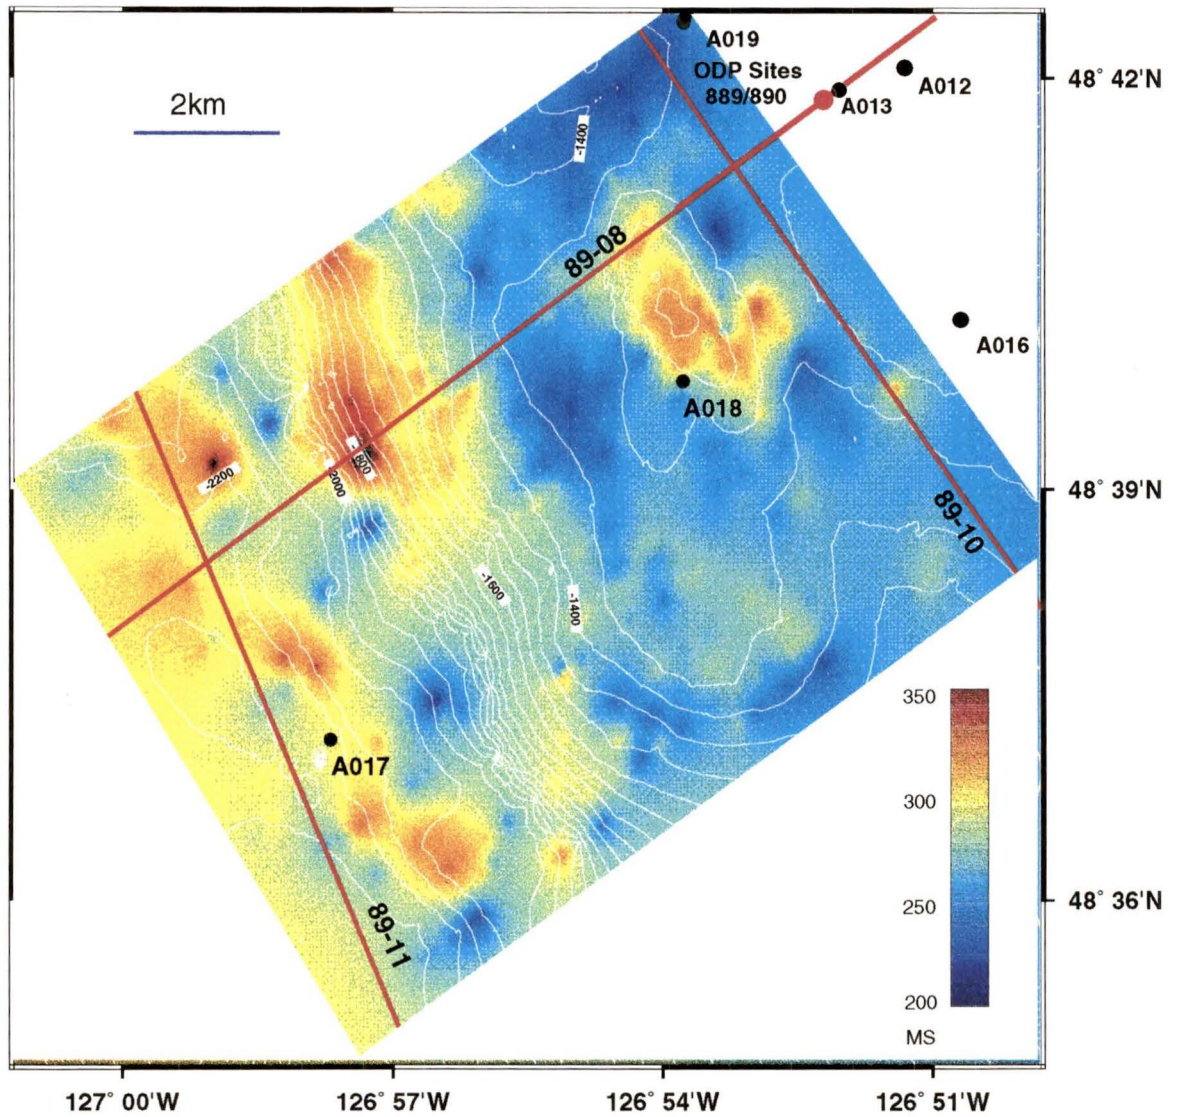 A019
ODP Sites
889/890
A012
A013
48° 42'N
2km
-1400
89-08
A016
A018
-2200
-1800
2000
48° 39'N
89-10
-1600
-1400
A017
350
300
250
200
MS
89-11
48° 36'N
127° 00'W
126° 57'W
126° 54'W
126° 51'W